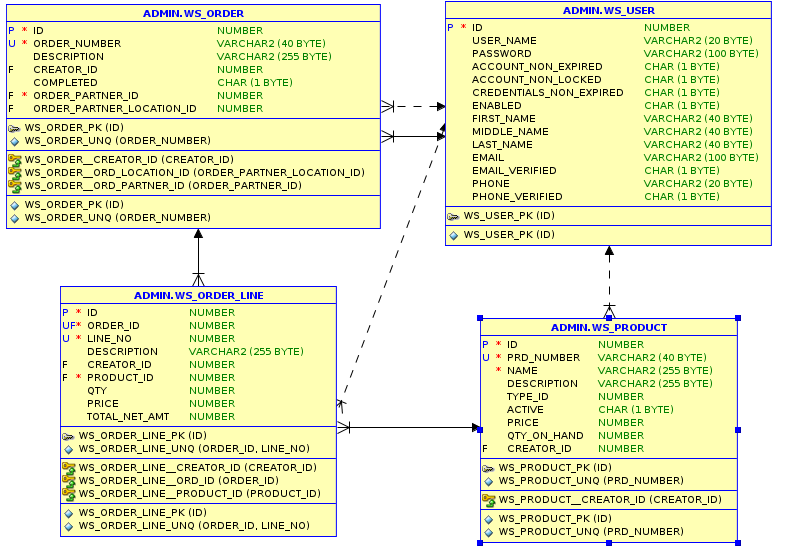 ADMIN.WS_ORDER
P * ID NUMBER
U * ORDER_NUMBER VARCHAR2 (40 BYTE)
DESCRIPTION VARCHAR2 (255 BYTE)
F CREATOR_ID NUMBER
COMPLETED CHAR (1 BYTE)
F * ORDER_PARTNER_ID NUMBER
F ORDER_PARTNER_LOCATION_ID NUMBER
WS_ORDER_PK (ID)
WS_ORDER_UNQ (ORDER_NUMBER)
WS_ORDER__CREATOR_ID (CREATOR_ID)
WS_ORDER__ORD_LOCATION_ID (ORDER_PARTNER_LOCATION_ID)
WS_ORDER__ORD_PARTNER_ID (ORDER_PARTNER_ID)
WS_ORDER_PK (ID)
WS_ORDER_UNQ (ORDER_NUMBER)
ADMIN.WS_USER
P * ID NUMBER
USER_NAME VARCHAR2 (20 BYTE)
PASSWORD VARCHAR2 (100 BYTE)
ACCOUNT_NON_EXPIRED CHAR (1 BYTE)
ACCOUNT_NON_LOCKED CHAR (1 BYTE)
CREDENTIALS_NON_EXPIRED CHAR (1 BYTE)
ENABLED CHAR (1 BYTE)
FIRST_NAME VARCHAR2 (40 BYTE)
MIDDLE_NAME VARCHAR2 (40 BYTE)
LAST_NAME VARCHAR2 (40 BYTE)
EMAIL VARCHAR2 (100 BYTE)
EMAIL_VERIFIED CHAR (1 BYTE)
PHONE VARCHAR2 (20 BYTE)
PHONE_VERIFIED CHAR (1 BYTE)
WS_USER_PK (ID)
WS_USER_PK (ID)
ADMIN.WS_ORDER_LINE
P * ID NUMBER
UF* ORDER_ID NUMBER
U * LINE_NO NUMBER
DESCRIPTION VARCHAR2 (255 BYTE)
F CREATOR_ID NUMBER
F * PRODUCT_ID NUMBER
QTY NUMBER
PRICE NUMBER
TOTAL_NET_AMT NUMBER
WS_ORDER_LINE_PK (ID)
WS_ORDER_LINE_UNQ (ORDER_ID, LINE_NO)
WS_ORDER_LINE__CREATOR_ID (CREATOR_ID)
WS_ORDER_LINE__ORD_ID (ORDER_ID)
WS_ORDER_LINE__PRODUCT_ID (PRODUCT_ID)
WS_ORDER_LINE_PK (ID)
WS_ORDER_LINE_UNQ (ORDER_ID, LINE_NO)
ADMIN.WS_PRODUCT
P * ID NUMBER
U * PRD_NUMBER VARCHAR2 (40 BYTE)
* NAME VARCHAR2 (255 BYTE)
DESCRIPTION VARCHAR2 (255 BYTE)
TYPE_ID NUMBER
ACTIVE CHAR (1 BYTE)
PRICE NUMBER
QTY_ON_HAND NUMBER
F CREATOR_ID NUMBER
WS_PRODUCT_PK (ID)
WS_PRODUCT_UNQ (PRD_NUMBER)
WS_PRODUCT__CREATOR_ID (CREATOR_ID)
WS_PRODUCT_PK (ID)
WS_PRODUCT_UNQ (PRD_NUMBER)